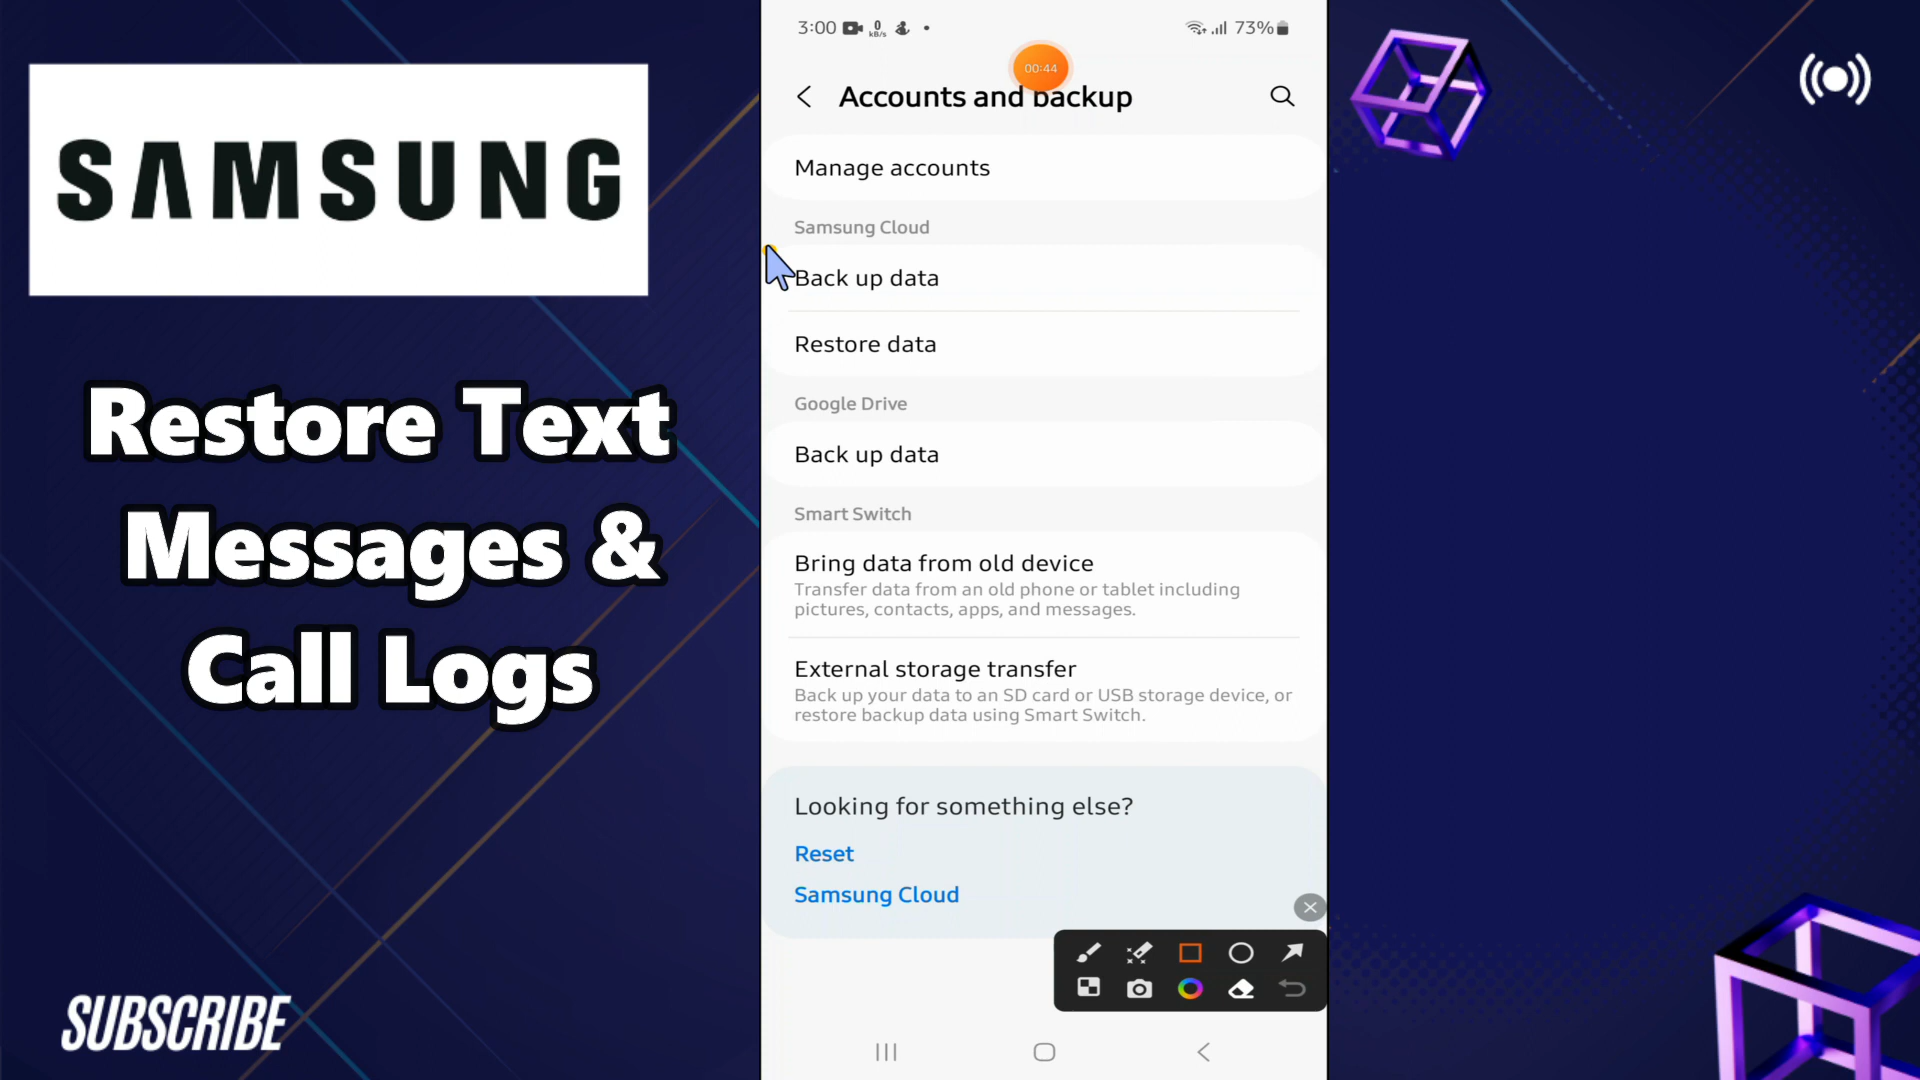 SAMSUNG
Restore Text
Messages &
Call Logs
SUBSCRIBE
3:00
0
kB/s
73%
00:44
Accounts and backup
Manage accounts
Samsung Cloud
Back up data
Restore data
Google Drive
Back up data
Smart Switch
Bring data from old device
Transfer data from an old phone or tablet including
pictures, contacts, apps, and messages.
External storage transfer
Back up your data to an SD card or USB storage device, or
restore backup data using Smart Switch.
Looking for something else?
Reset
Samsung Cloud